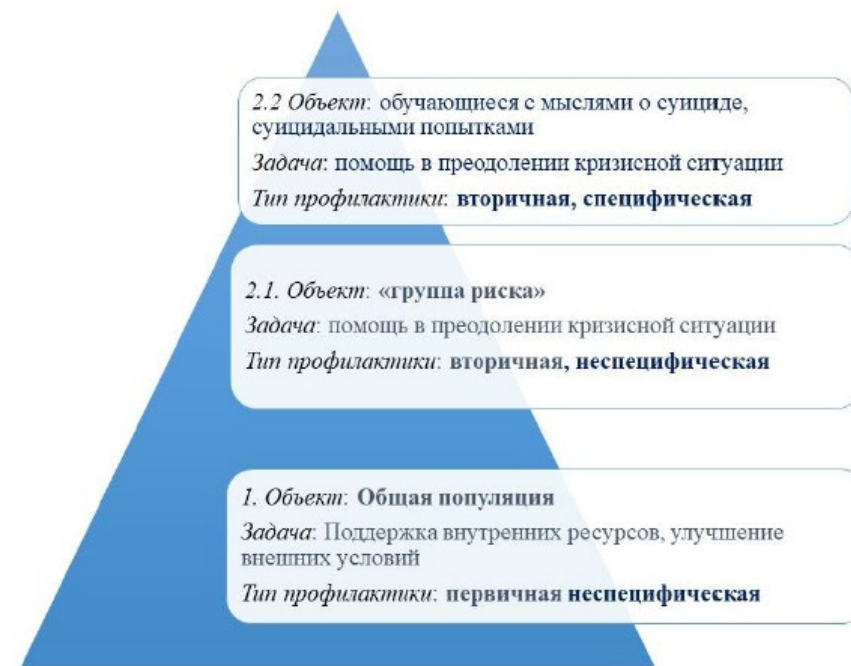 2.2 Объект: обучающиеся с мыслями о суициде,
суицидальными попытками
Задача: помощь в преодолении кризисной ситуации
Тип профилактики: вторичная, специфическая
2.1. Объект: «группа риска»
Задача: помощь в преодолении кризисной ситуации
Тип профилактики: вторичная, неспецифическая
1. Объект: Общая популяция
Задача: Поддержка внутренних ресурсов, улучшение
внешних условий
Тип профилактики: первичная неспецифическая